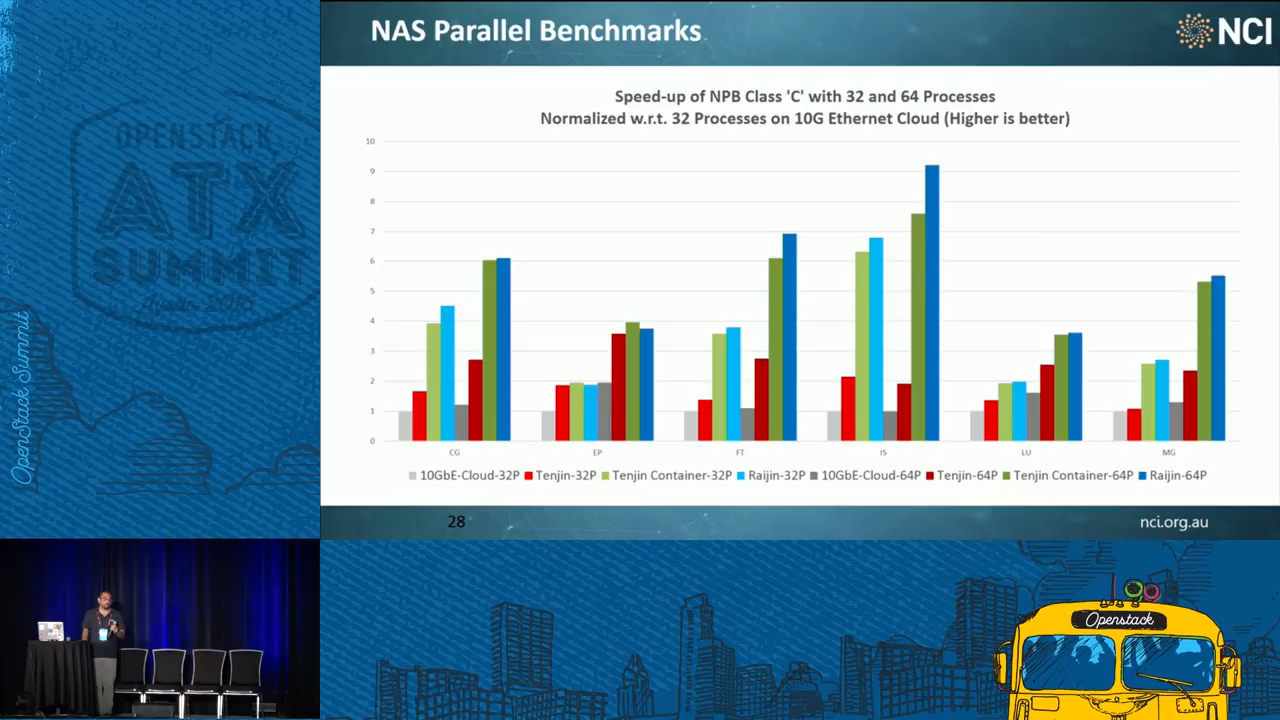 NAS Parallel Benchmarks
NCI
Speed-up of NPB Class 'C' with 32 and 64 Processes
Normalized w.r.t. 32 Processes on 10G Ethernet Cloud (Higher is better)
10
9
8
7
6
5
4
3
2
1
0
CG EP FT IS LU MG
10GbE-Cloud-32P Tenjin-32P Tenjin Container-32P Raijin-32P 10GbE-Cloud-64P Tenjin-64P Tenjin Container-64P Raijin-64P
28
nci.org.au
OPENSTACK
ATX
SUMMIT
OpenStack Summit
Openstack